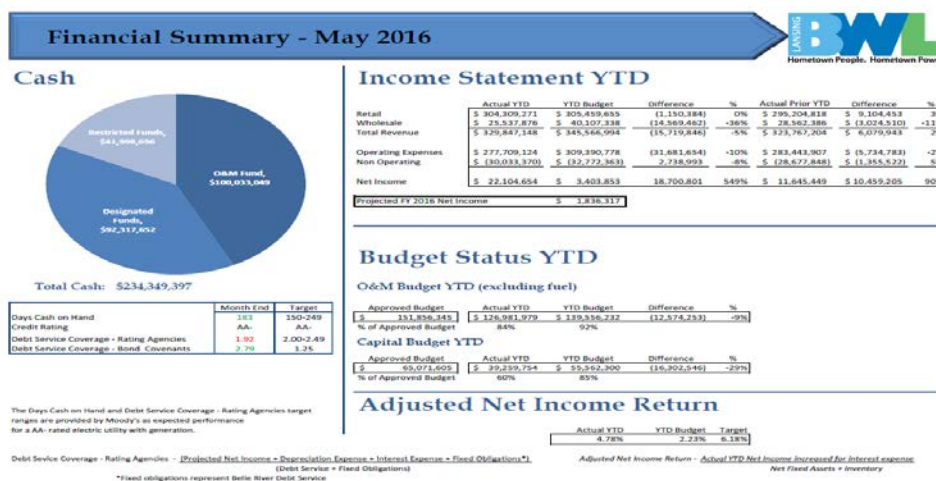 Financial Summary - May 2016
LANSING
BWL
Hometown People. Hometown Pow
Cash
Restricted Funds,
O&M Fund,
$100,033,049
Designated
Funds,
$92,317,652
Total Cash: $234,349,397
Month End Target
Days Cash on Hand 183 150-249
Credit Rating AA- AA-
Debt Service Coverage - Rating Agencies 1.92 2.00-2.49
Debt Service Coverage - Bond Covenants 2.79 1.25
The Days Cash on Hand and Debt Service Coverage - Rating Agencies target
ranges are provided by Moody's as expected performance
for a AA- rated electric utility with generation.
Income Statement YTD
Actual YTD YTD Budget Difference % Actual Prior YTD Difference %
Retail $ 304,309,271 $ 305,459,655 (1,150,384) 0% $ 295,204,818 $ 9,104,453 3
Wholesale $ 25,537,876 $ 40,107,338 (14,569,462) -36% $ 28,562,386 $ (3,024,510) -11
Total Revenue $ 329,847,148 $ 345,566,994 (15,719,846) -5% $ 323,767,204 $ 6,079,943 2
Operating Expenses $ 277,709,124 $ 309,390,778 (31,681,654) -10% $ 283,443,907 $ (5,734,783) -2
Non Operating $ (30,033,370) $ (32,772,363) 2,738,993 -8% $ (28,677,848) $ (1,355,522) 5
Net Income $ 22,104,654 $ 3,403,853 18,700,801 549% $ 11,645,449 $ 10,459,205 90
Projected FY 2016 Net Income $ 1,836,317
Budget Status YTD
O&M Budget YTD (excluding fuel)
Approved Budget Actual YTD YTD Budget Difference %
$ 151,856,345 $ 126,981,979 $ 139,556,232 (12,574,253) -9%
% of Approved Budget 84% 92%
Capital Budget YTD
Approved Budget Actual YTD YTD Budget Difference %
$ 65,071,605 $ 39,259,754 $ 55,562,300 (16,302,546) -29%
% of Approved Budget 60% 85%
Adjusted Net Income Return
Actual YTD YTD Budget Target
4.78% 2.23% 6.18%
Debt Sevice Coverage - Rating Agencies - (Projected Net Income + Depreciation Expense + Interest Expense + Fixed Obligations*)
(Debt Service + Fixed Obligations)
*Fixed obligations represent Belle River Debt Service
Adjusted Net Income Return - Actual YTD Net Income Increased for interest expense
Net Fixed Assets + Inventory